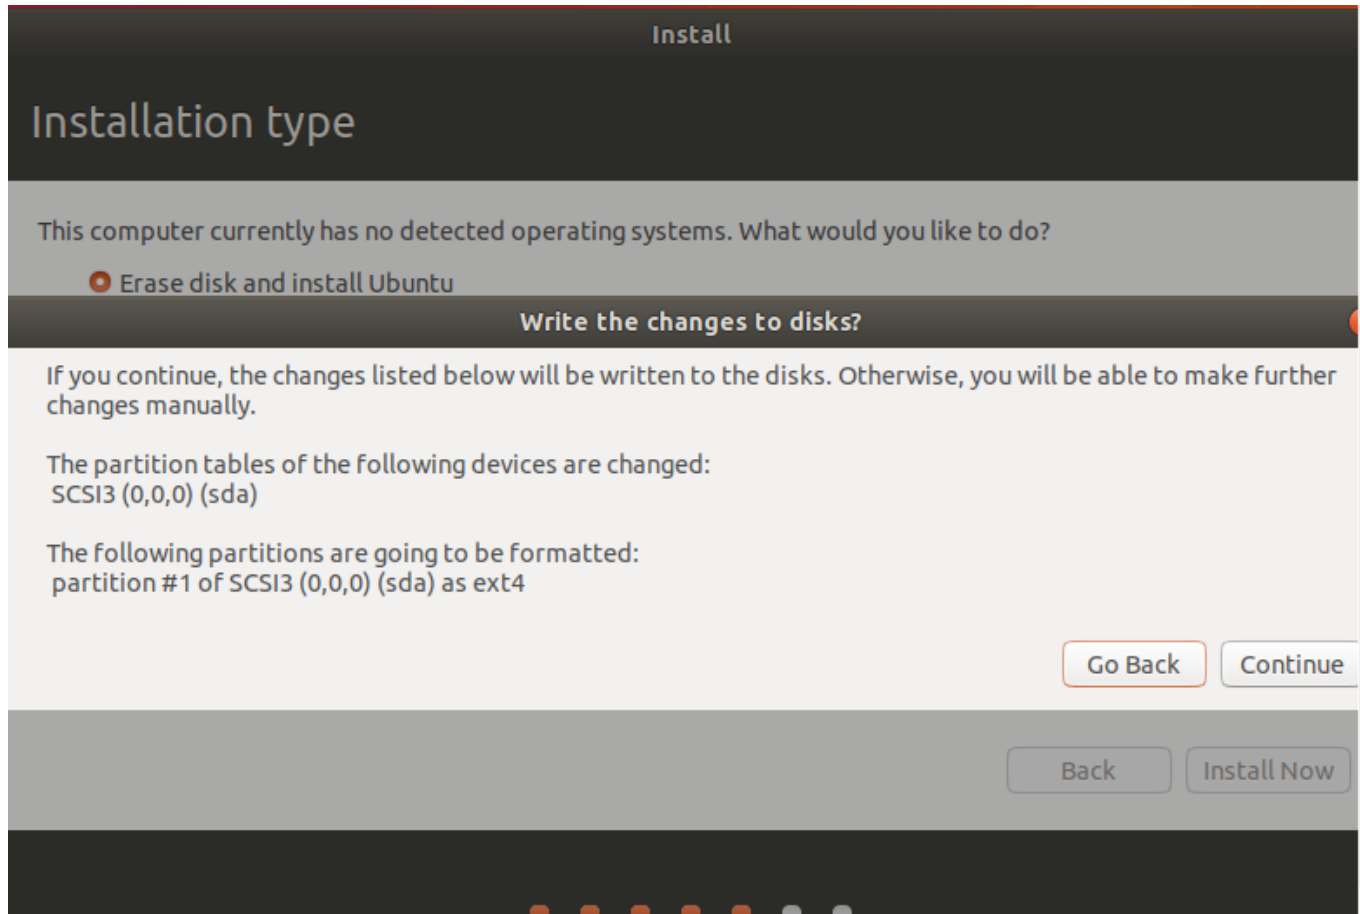 Install
Installation type
This computer currently has no detected operating systems. What would you like to do?
Erase disk and install Ubuntu
Write the changes to disks?
If you continue, the changes listed below will be written to the disks. Otherwise, you will be able to make further
changes manually.
The partition tables of the following devices are changed:
SCSI3 (0,0,0) (sda)
The following partitions are going to be formatted:
partition #1 of SCSI3 (0,0,0) (sda) as ext4
Go Back Continue
Back Install Now